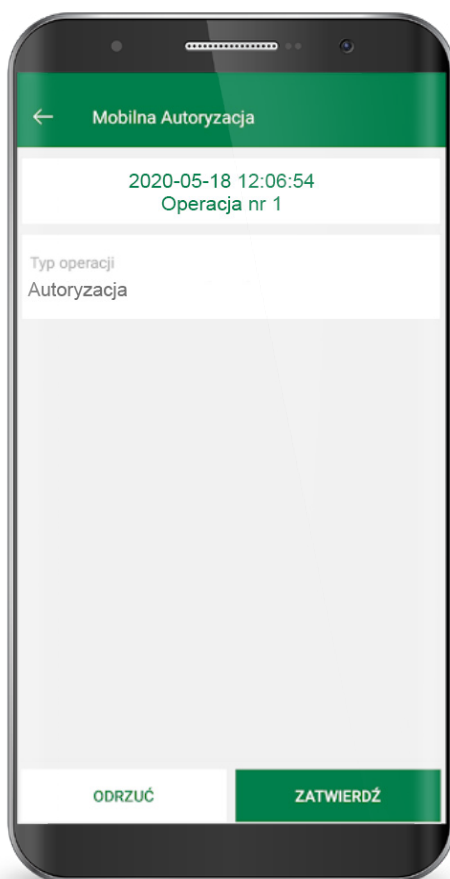 Mobilna Autoryzacja
2020-05-18 12:06:54
Operacja nr 1
Typ operacji
Autoryzacja
ODRZUĆ
ZATWIERDŹ